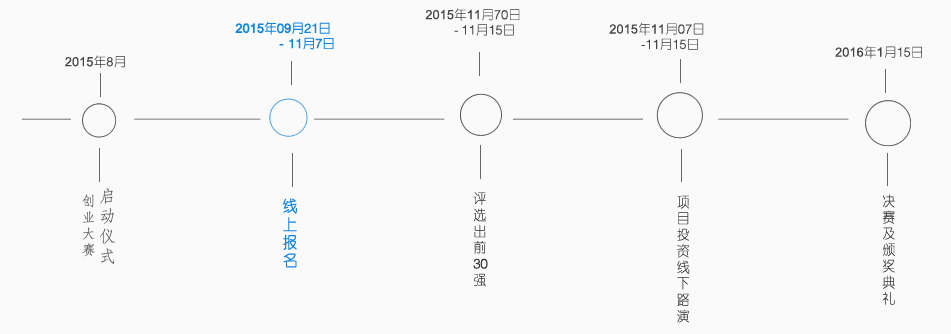 2015年8月
创业大赛
启动仪式
2015年09月21日
- 11月7日
线上报名
2015年11月70日
- 11月15日
评选出前30强
2015年11月07日
-11月15日
项目投资线下路演
2016年1月15日
决赛及颁奖典礼